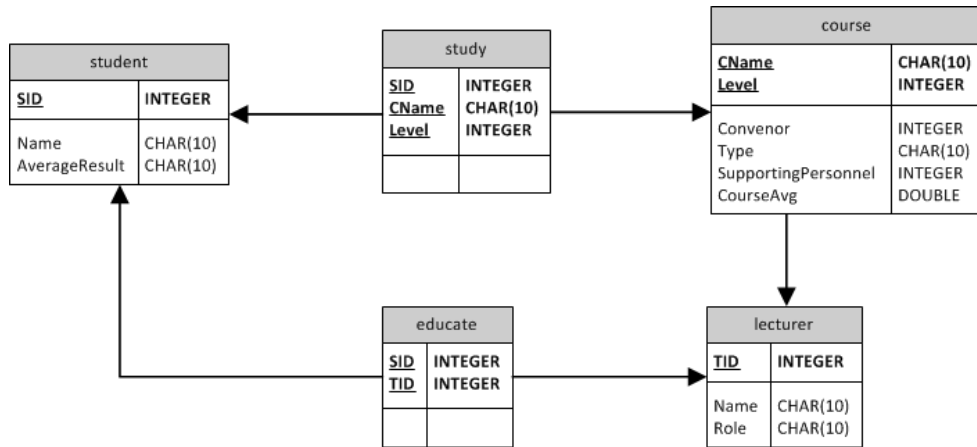 student
SID INTEGER
Name CHAR(10)
AverageResult CHAR(10)
study
SID INTEGER
CName CHAR(10)
Level INTEGER
course
CName CHAR(10)
Level INTEGER
Convenor INTEGER
Type CHAR(10)
SupportingPersonnel INTEGER
CourseAvg DOUBLE
educate
SID INTEGER
TID INTEGER
lecturer
TID INTEGER
Name CHAR(10)
Role CHAR(10)